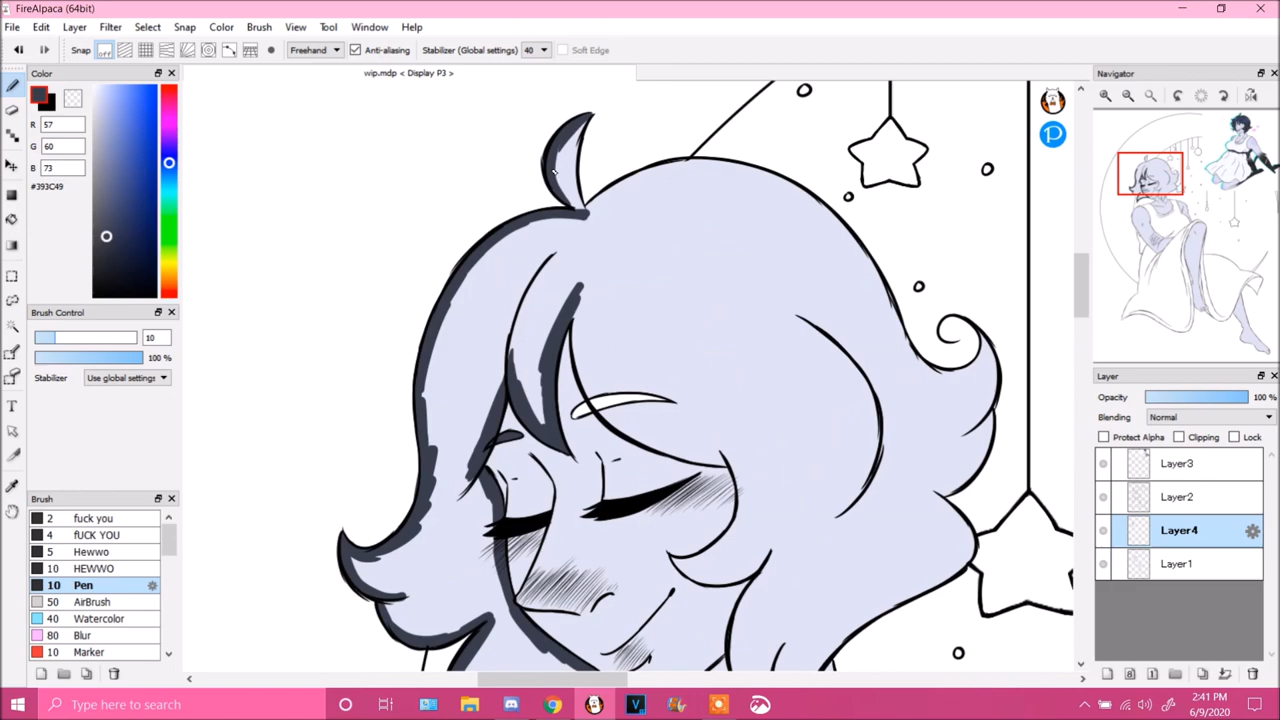 FireAlpaca (64bit)
File Edit Layer Filter Select Snap Color Brush View Tool Window Help
Snap off Freehand Anti-aliasing Stabilizer (Global settings) 40 Soft Edge
Color
wip.mdp < Display P3 >
Navigator
R 57
G 60
B 73
#393C49
Brush Control
10
100 %
Stabilizer Use global settings
Layer
Opacity 100 %
Blending Normal
Protect Alpha Clipping Lock
Layer3
Layer2
Layer4
Layer1
Brush
2 fuck you
4 fUCK YOU
5 Hewwo
10 HEWWO
10 Pen
50 AirBrush
40 Watercolor
80 Blur
10 Marker
Type here to search
2:41 PM
6/9/2020